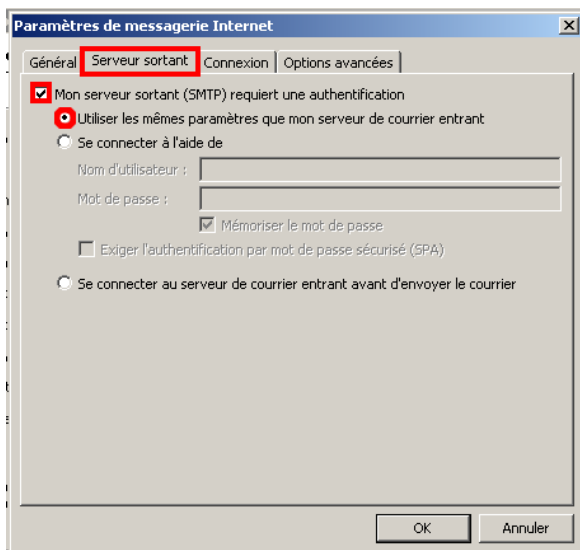 Paramètres de messagerie Internet
Général Serveur sortant Connexion Options avancées
Mon serveur sortant (SMTP) requiert une authentification
Utiliser les mêmes paramètres que mon serveur de courrier entrant
Se connecter à l'aide de
Nom d'utilisateur :
Mot de passe :
Mémoriser le mot de passe
Exiger l'authentification par mot de passe sécurisé (SPA)
Se connecter au serveur de courrier entrant avant d'envoyer le courrier
OK Annuler